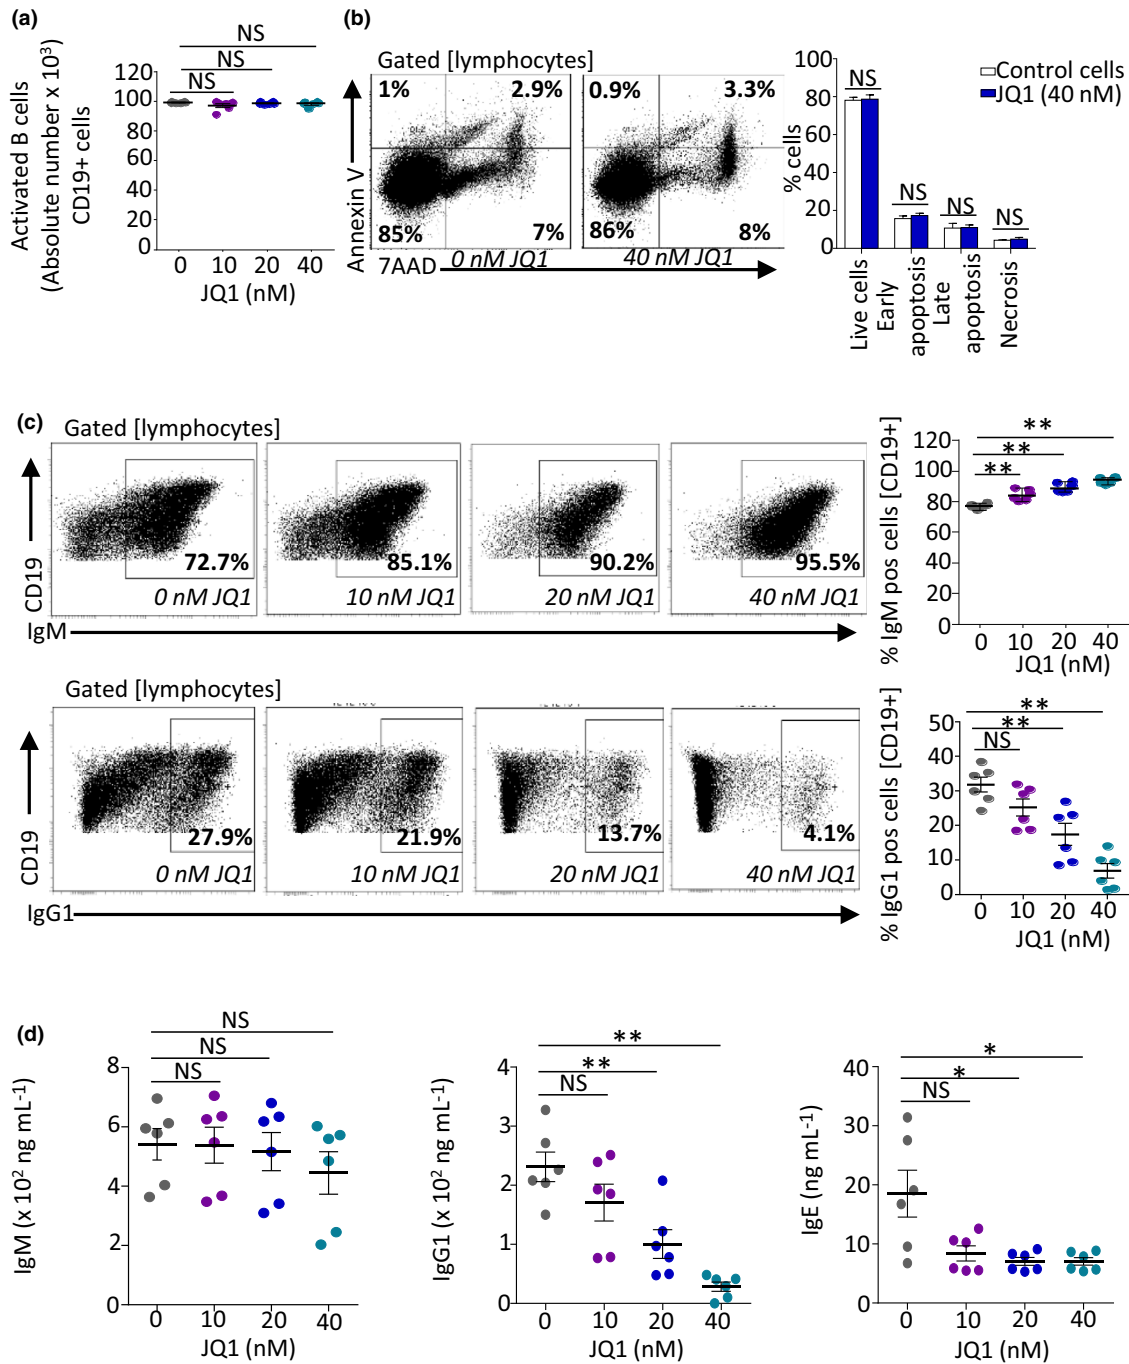 (a)
NS
NS
NS
Activated B cells
(Absolute number x 10³)
CD19+ cells
120
100
80
60
40
20
0
0 10 20 40
JQ1 (nM)
(b)
Gated [lymphocytes]
1% 2.9%
85% 7%
0.9% 3.3%
86% 8%
Annexin V
7AAD
0 nM JQ1
40 nM JQ1
Control cells
JQ1 (40 nM)
% cells
80
60
40
20
0
NS
NS
NS
NS
Live cells
Early
apoptosis
Late
apoptosis
Necrosis
(c)
Gated [lymphocytes]
CD19
72.7%
0 nM JQ1
85.1%
10 nM JQ1
90.2%
20 nM JQ1
95.5%
40 nM JQ1
IgM
% IgM pos cells [CD19+]
**
**
**
120
100
80
60
40
20
0
0 10 20 40
JQ1 (nM)
Gated [lymphocytes]
CD19
27.9%
0 nM JQ1
21.9%
10 nM JQ1
13.7%
20 nM JQ1
4.1%
40 nM JQ1
IgG1
% IgG1 pos cells [CD19+]
**
**
NS
50
40
30
20
10
0
0 10 20 40
JQ1 (nM)
(d)
NS
NS
NS
IgM (x 10² ng mL⁻¹)
8
6
4
2
0
0 10 20 40
JQ1 (nM)
**
**
NS
IgG1 (x 10² ng mL⁻¹)
4
3
2
1
0
0 10 20 40
JQ1 (nM)
*
*
NS
IgE (ng mL⁻¹)
30
20
10
0
0 10 20 40
JQ1 (nM)